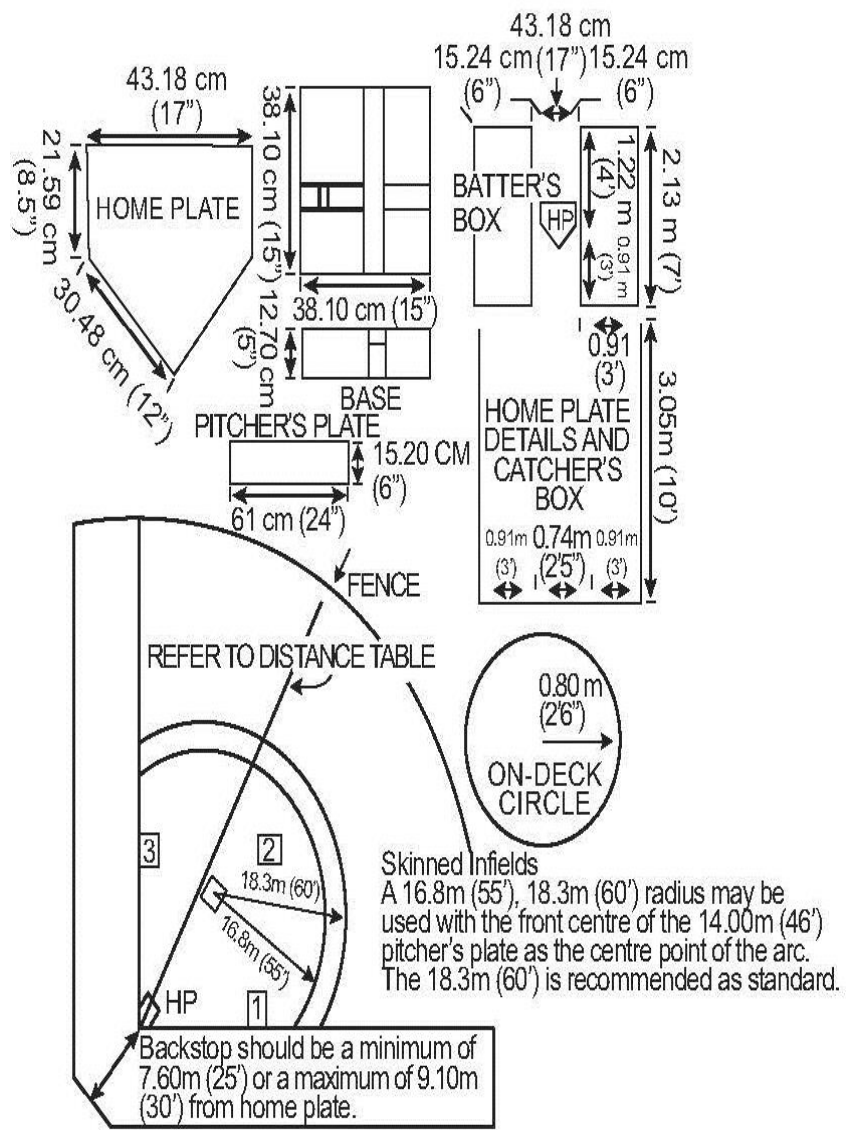 43.18 cm
(17”)
21.59 cm
(8.5”)
HOME PLATE
30.48 cm (12”)
38.10 cm (15”)
38.10 cm (15”)
12.70 cm
(5”)
BASE
PITCHER'S PLATE
15.20 CM
(6”)
61 cm (24”)
43.18 cm
15.24 cm (17”) 15.24 cm
(6”) (6”)
BATTER'S
BOX
HP
1.22 m
(4’)
0.91 m
(3’)
2.13 m (7’)
0.91
(3’)
3.05m (10’)
HOME PLATE
DETAILS AND
CATCHER'S
BOX
0.91m 0.74m 0.91m
(3’) (2'5”) (3’)
FENCE
REFER TO DISTANCE TABLE
0.80 m
(2'6”)
ON-DECK
CIRCLE
3
2
18.3m (60’)
16.8m (55’)
HP
1
Skinned Infields
A 16.8m (55’), 18.3m (60’) radius may be
used with the front centre of the 14.00m (46’)
pitcher's plate as the centre point of the arc.
The 18.3m (60’) is recommended as standard.
Backstop should be a minimum of
7.60m (25’) or a maximum of 9.10m
(30’) from home plate.